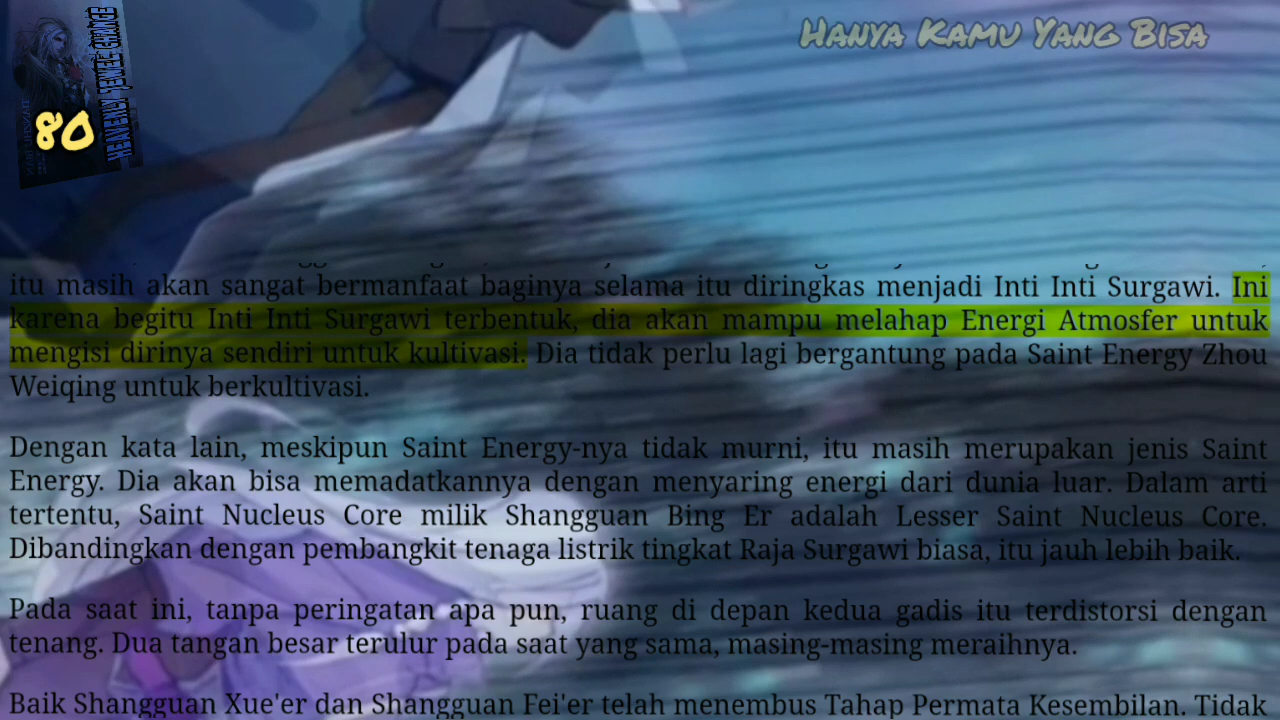 Hanya Kamu Yang Bisa
HEAVENLY JEWEL CHANGE
80
itu masih akan sangat bermanfaat baginya selama itu diringkas menjadi Inti Inti Surgawi. Ini
karena begitu Inti Inti Surgawi terbentuk, dia akan mampu melahap Energi Atmosfer untuk
mengisi dirinya sendiri untuk kultivasi. Dia tidak perlu lagi bergantung pada Saint Energy Zhou
Weiqing untuk berkultivasi.
Dengan kata lain, meskipun Saint Energy-nya tidak murni, itu masih merupakan jenis Saint
Energy. Dia akan bisa memadatkannya dengan menyaring energi dari dunia luar. Dalam arti
tertentu, Saint Nucleus Core milik Shangguan Bing Er adalah Lesser Saint Nucleus Core.
Dibandingkan dengan pembangkit tenaga listrik tingkat Raja Surgawi biasa, itu jauh lebih baik.
Pada saat ini, tanpa peringatan apa pun, ruang di depan kedua gadis itu terdistorsi dengan
tenang. Dua tangan besar terulur pada saat yang sama, masing-masing meraihnya.
Baik Shangguan Xue'er dan Shangguan Fei'er telah menembus Tahap Permata Kesembilan. Tidak